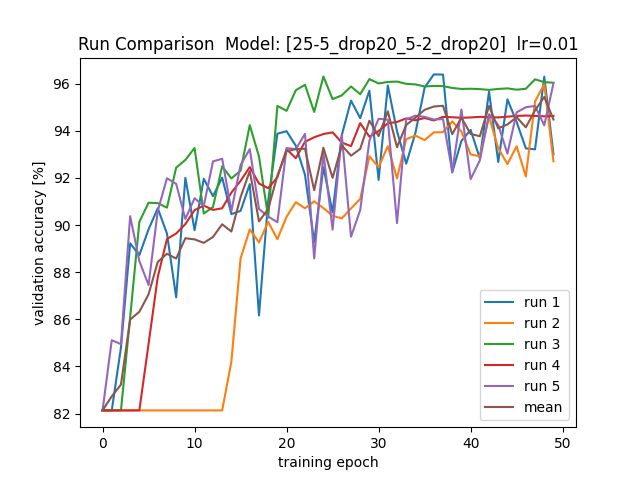 Run Comparison  Model: [25-5_drop20_5-2_drop20]  lr=0.01
validation accuracy [%]
96
94
92
90
88
86
84
82
0 10 20 30 40 50
training epoch
run 1
run 2
run 3
run 4
run 5
mean